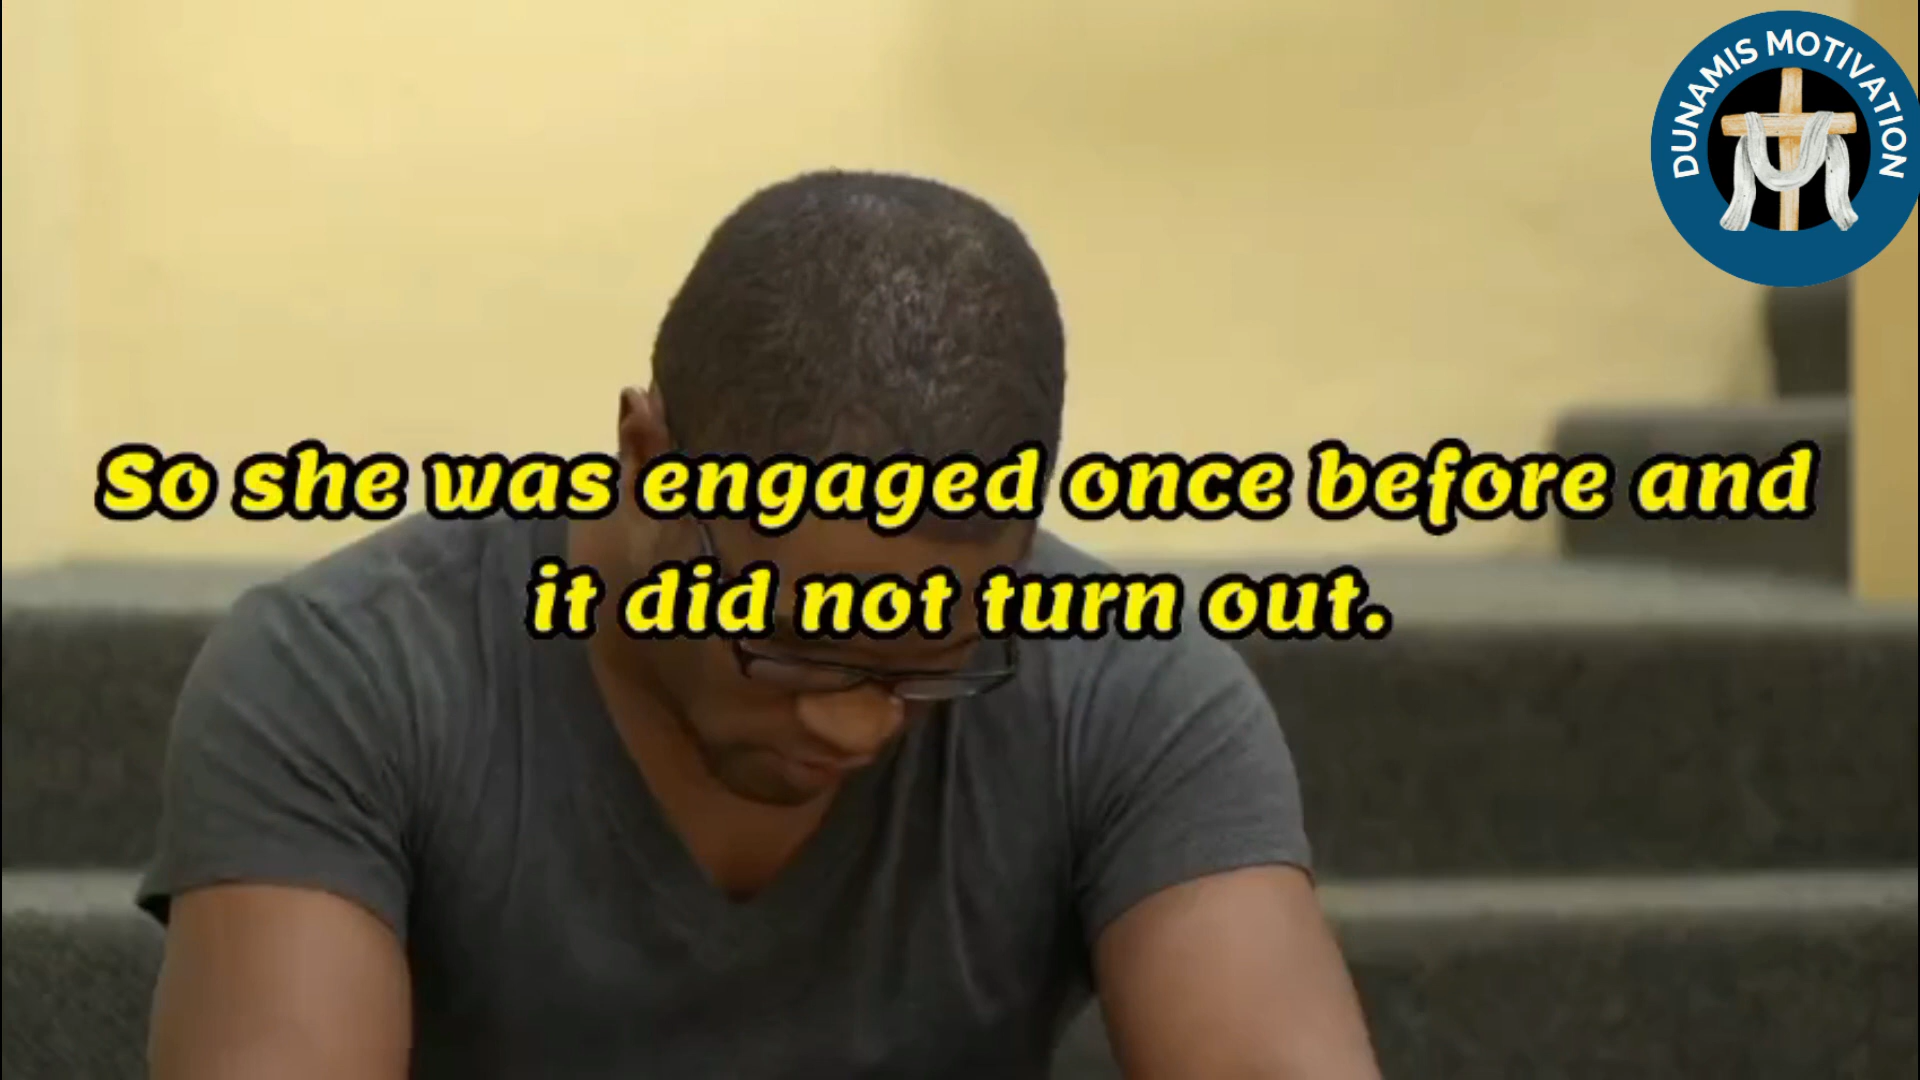 DUNAMIS MOTIVATION
So she was engaged once before and
it did not turn out.